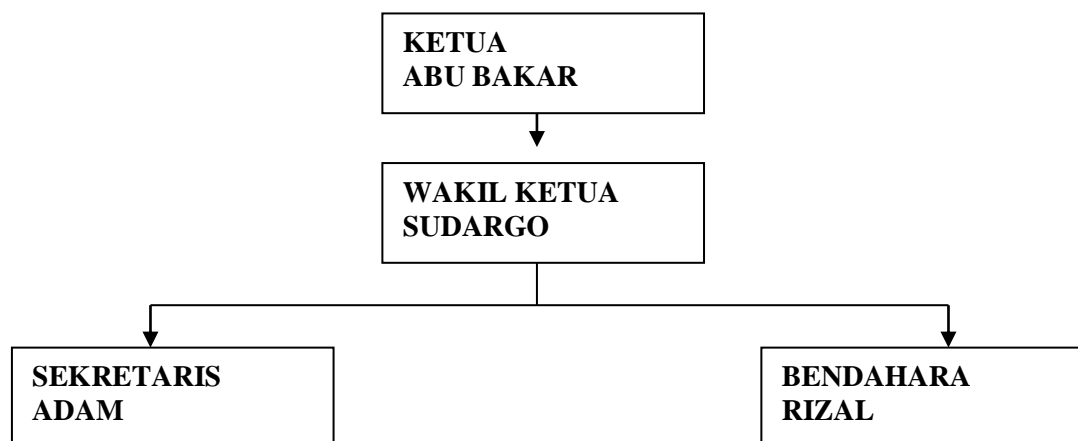 KETUA
ABU BAKAR
WAKIL KETUA
SUDARGO
SEKRETARIS
ADAM
BENDAHARA
RIZAL